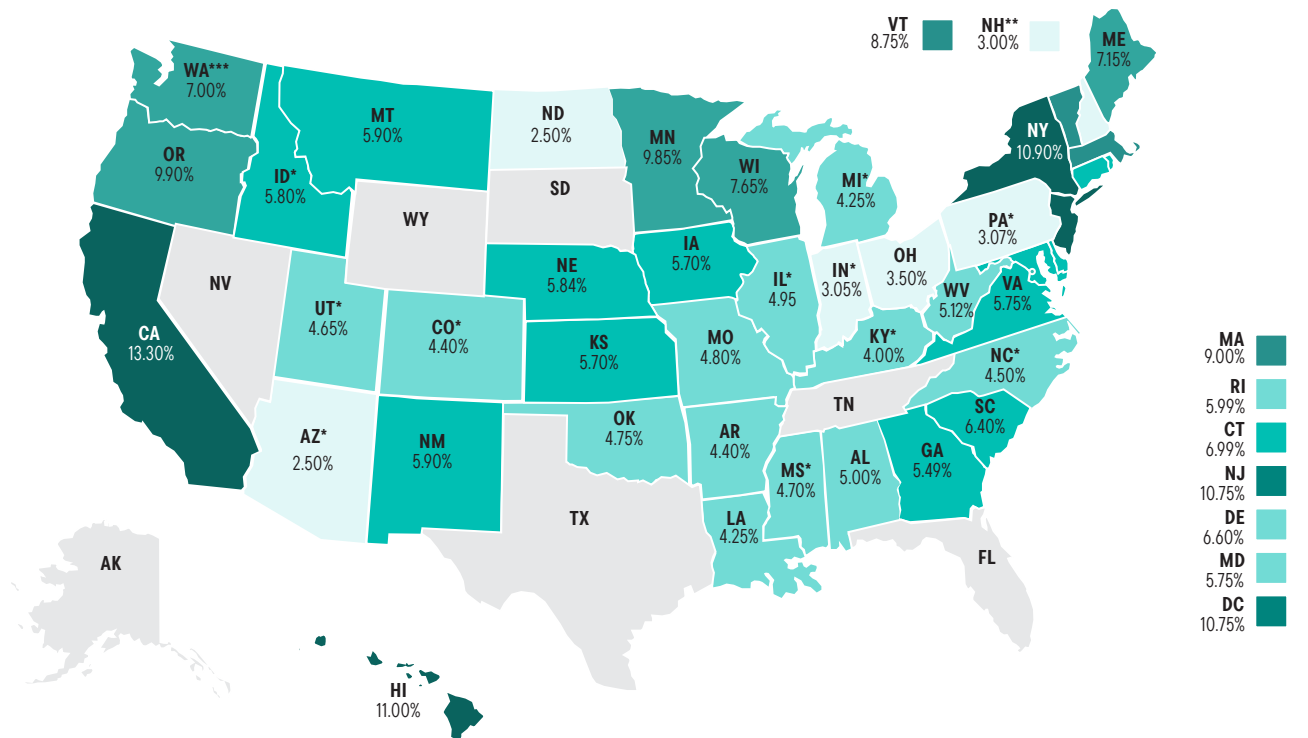 VT
8.75%
NH**
3.00%
ME
7.15%
WA***
7.00%
MT
5.90%
ND
2.50%
MN
9.85%
NY
10.90%
OR
9.90%
ID*
5.80%
WI
7.65%
MI*
4.25%
SD
WY
PA*
3.07%
IA
5.70%
NE
5.84%
IL*
4.95
IN*
3.05%
OH
3.50%
NV
WV
5.12%
VA
5.75%
UT*
4.65%
CO*
4.40%
CA
13.30%
KS
5.70%
MO
4.80%
KY*
4.00%
NC*
4.50%
TN
SC
6.40%
AZ*
2.50%
NM
5.90%
OK
4.75%
AR
4.40%
MS*
4.70%
AL
5.00%
GA
5.49%
TX
LA
4.25%
FL
AK
HI
11.00%
MA
9.00%
RI
5.99%
CT
6.99%
NJ
10.75%
DE
6.60%
MD
5.75%
DC
10.75%